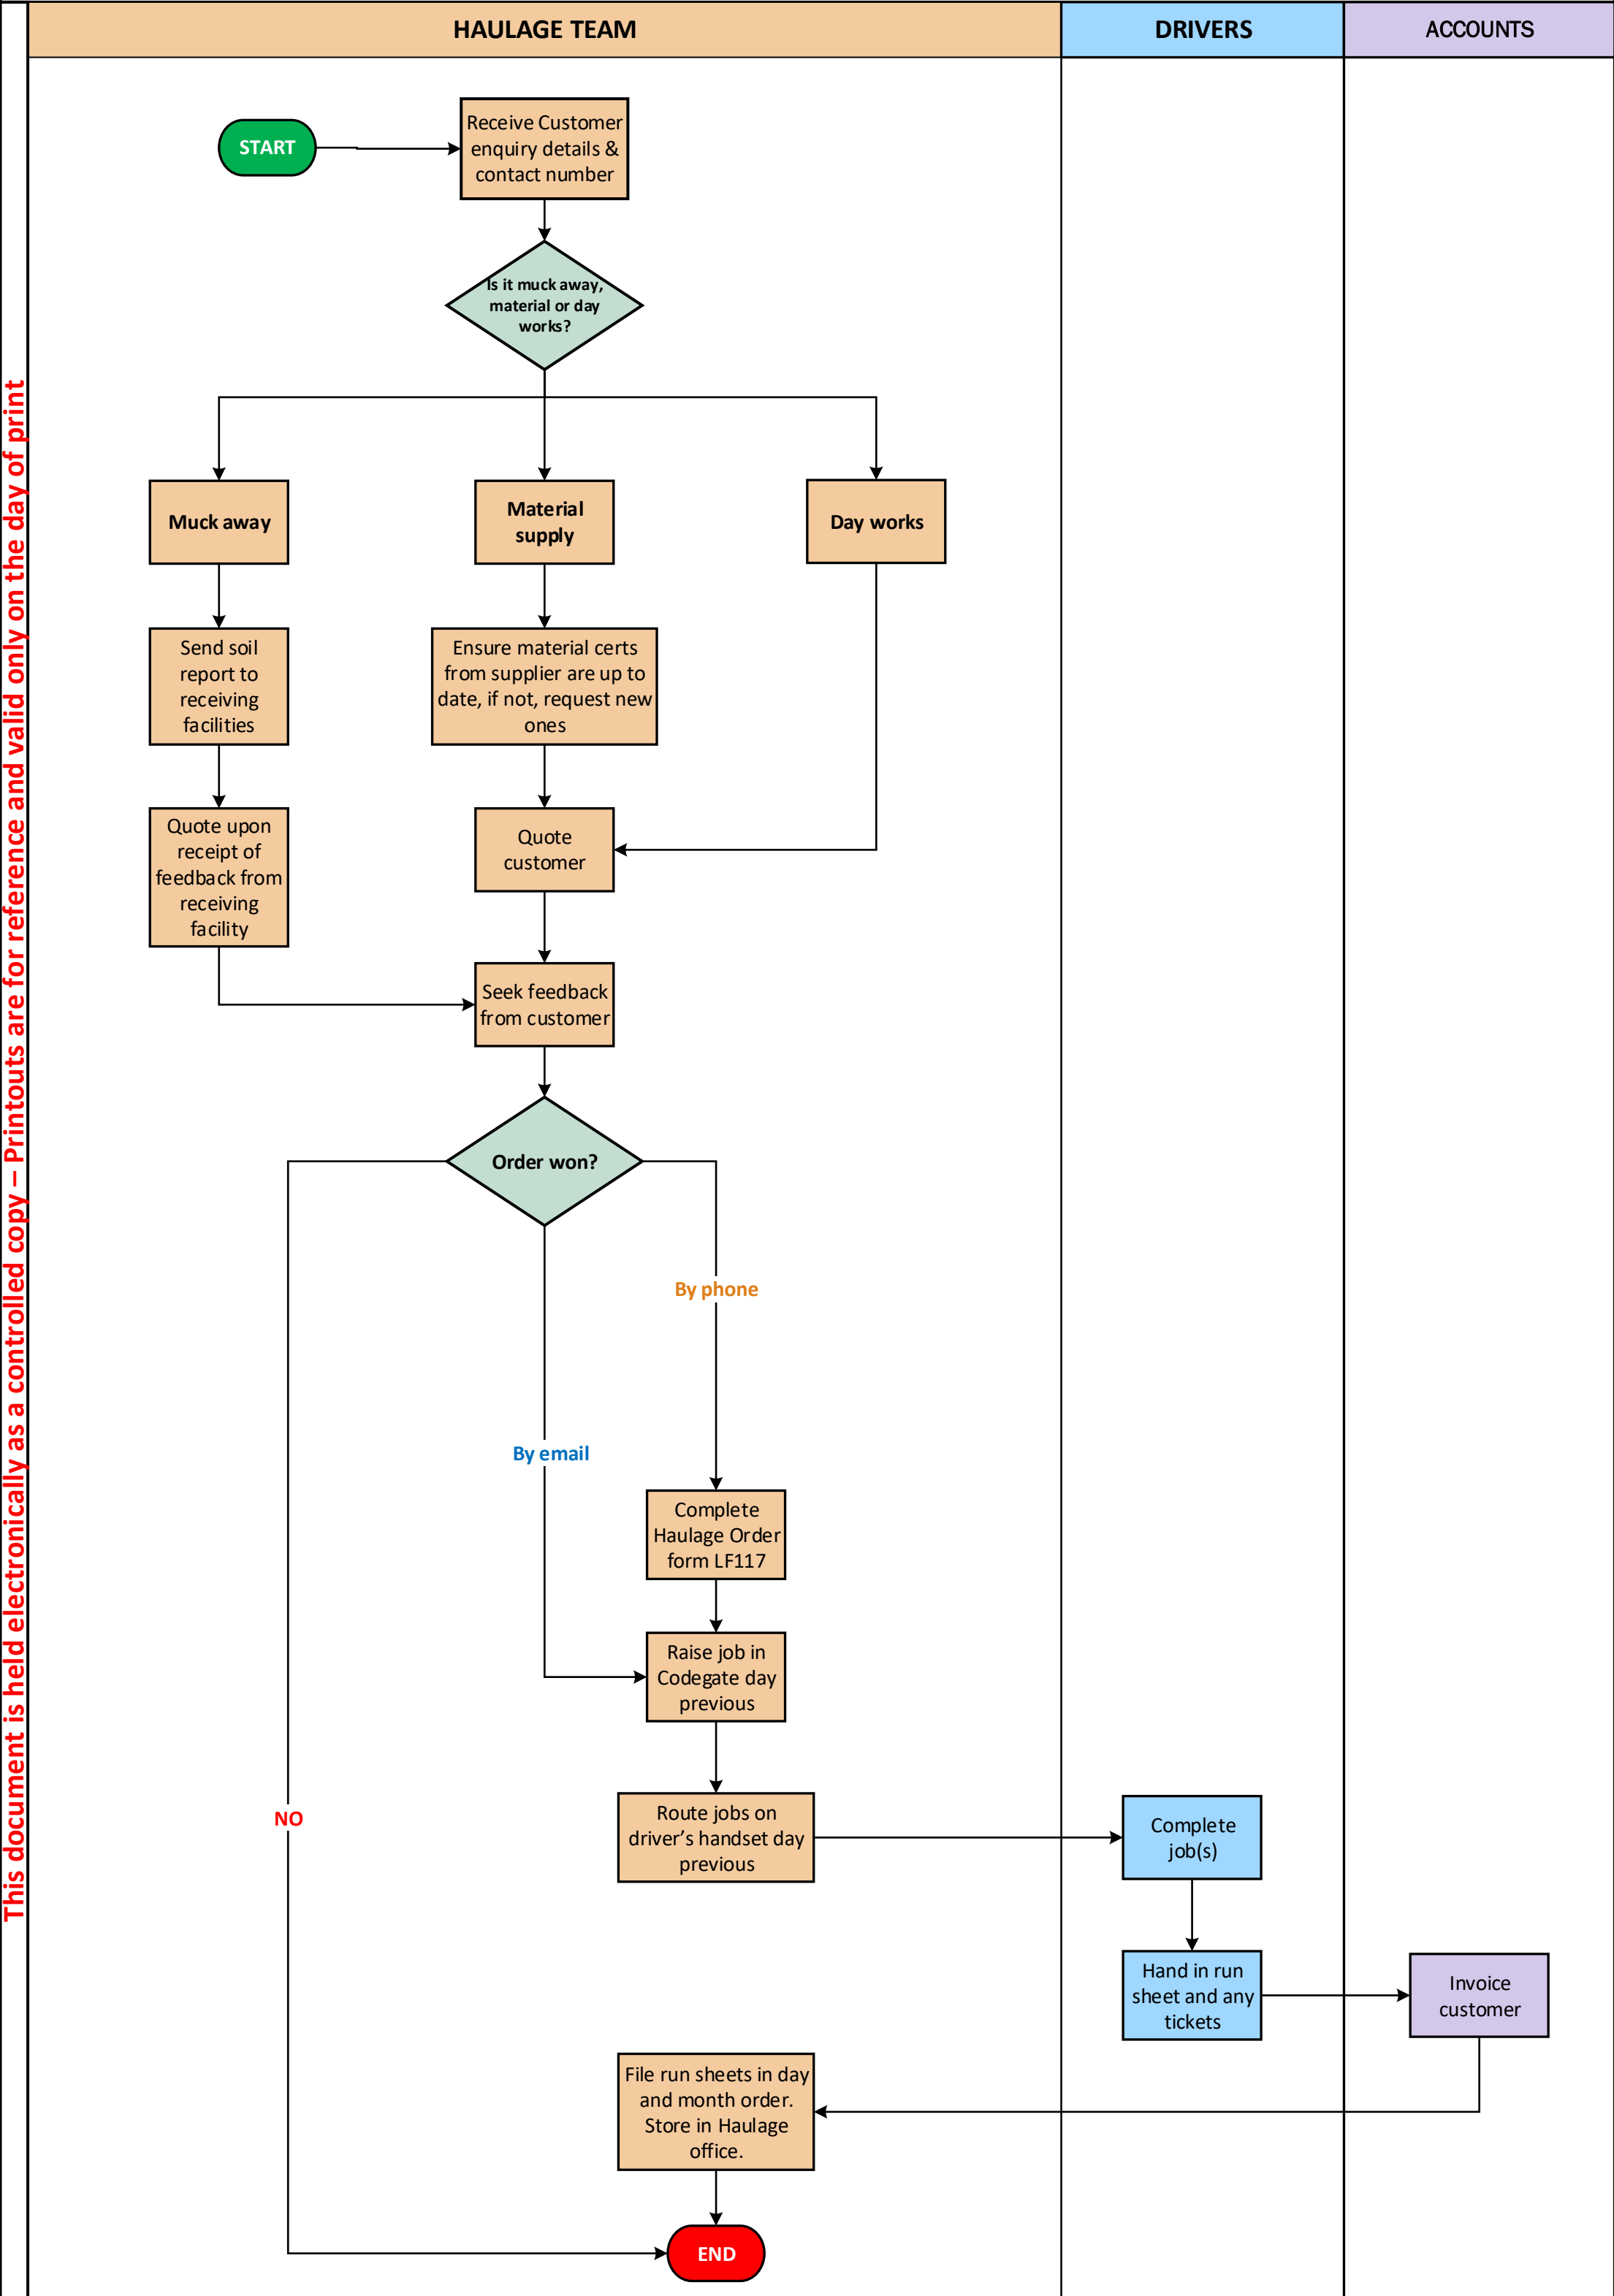 HAULAGE TEAM
DRIVERS
ACCOUNTS
This document is held electronically as a controlled copy – Printouts are for reference and valid only on the day of print
START
Receive Customer
enquiry details &
contact number
Is it muck away,
material or day
works?
Muck away
Material
supply
Day works
Send soil
report to
receiving
facilities
Ensure material certs
from supplier are up to
date, if not, request new
ones
Quote upon
receipt of
feedback from
receiving
facility
Quote
customer
Seek feedback
from customer
Order won?
By phone
By email
Complete
Haulage Order
form LF117
Raise job in
Codegate day
previous
NO
Route jobs on
driver’s handset day
previous
Complete
job(s)
Hand in run
sheet and any
tickets
Invoice
customer
File run sheets in day
and month order.
Store in Haulage
office.
END